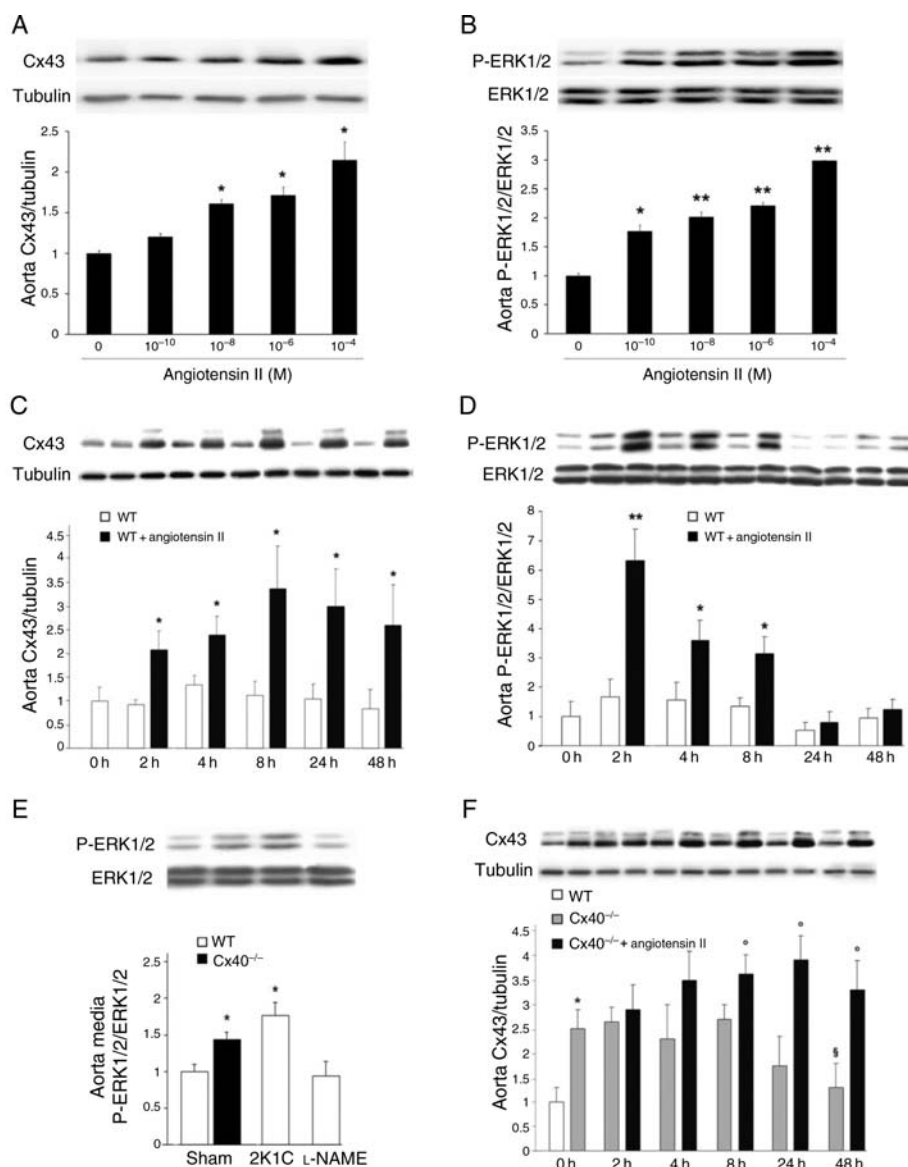 A
Cx43
Tubulin
Aorta Cx43/tubulin
2.5
2
1.5
1
0.5
0
*
*
*
0 10⁻¹⁰ 10⁻⁸ 10⁻⁶ 10⁻⁴
Angiotensin II (M)
B
P-ERK1/2
ERK1/2
Aorta P-ERK1/2/ERK1/2
3.5
3
2.5
2
1.5
1
0.5
0
*
**
**
**
0 10⁻¹⁰ 10⁻⁸ 10⁻⁶ 10⁻⁴
Angiotensin II (M)
C
Cx43
Tubulin
WT
WT + angiotensin II
Aorta Cx43/tubulin
4.5
4
3.5
3
2.5
2
1.5
1
0.5
0
*
*
*
*
*
0 h 2 h 4 h 8 h 24 h 48 h
D
P-ERK1/2
ERK1/2
WT
WT + angiotensin II
Aorta P-ERK1/2/ERK1/2
8
7
6
5
4
3
2
1
0
**
*
*
0 h 2 h 4 h 8 h 24 h 48 h
E
P-ERK1/2
ERK1/2
WT
Cx40⁻/⁻
Aorta media
P-ERK1/2/ERK1/2
2.5
2
1.5
1
0.5
0
*
*
Sham 2K1C L-NAME
F
Cx43
Tubulin
WT
Cx40⁻/⁻
Cx40⁻/⁻ + angiotensin II
Aorta Cx43/tubulin
4.5
4
3.5
3
2.5
2
1.5
1
0.5
0
*
°
°
§
°
0 h 2 h 4 h 8 h 24 h 48 h